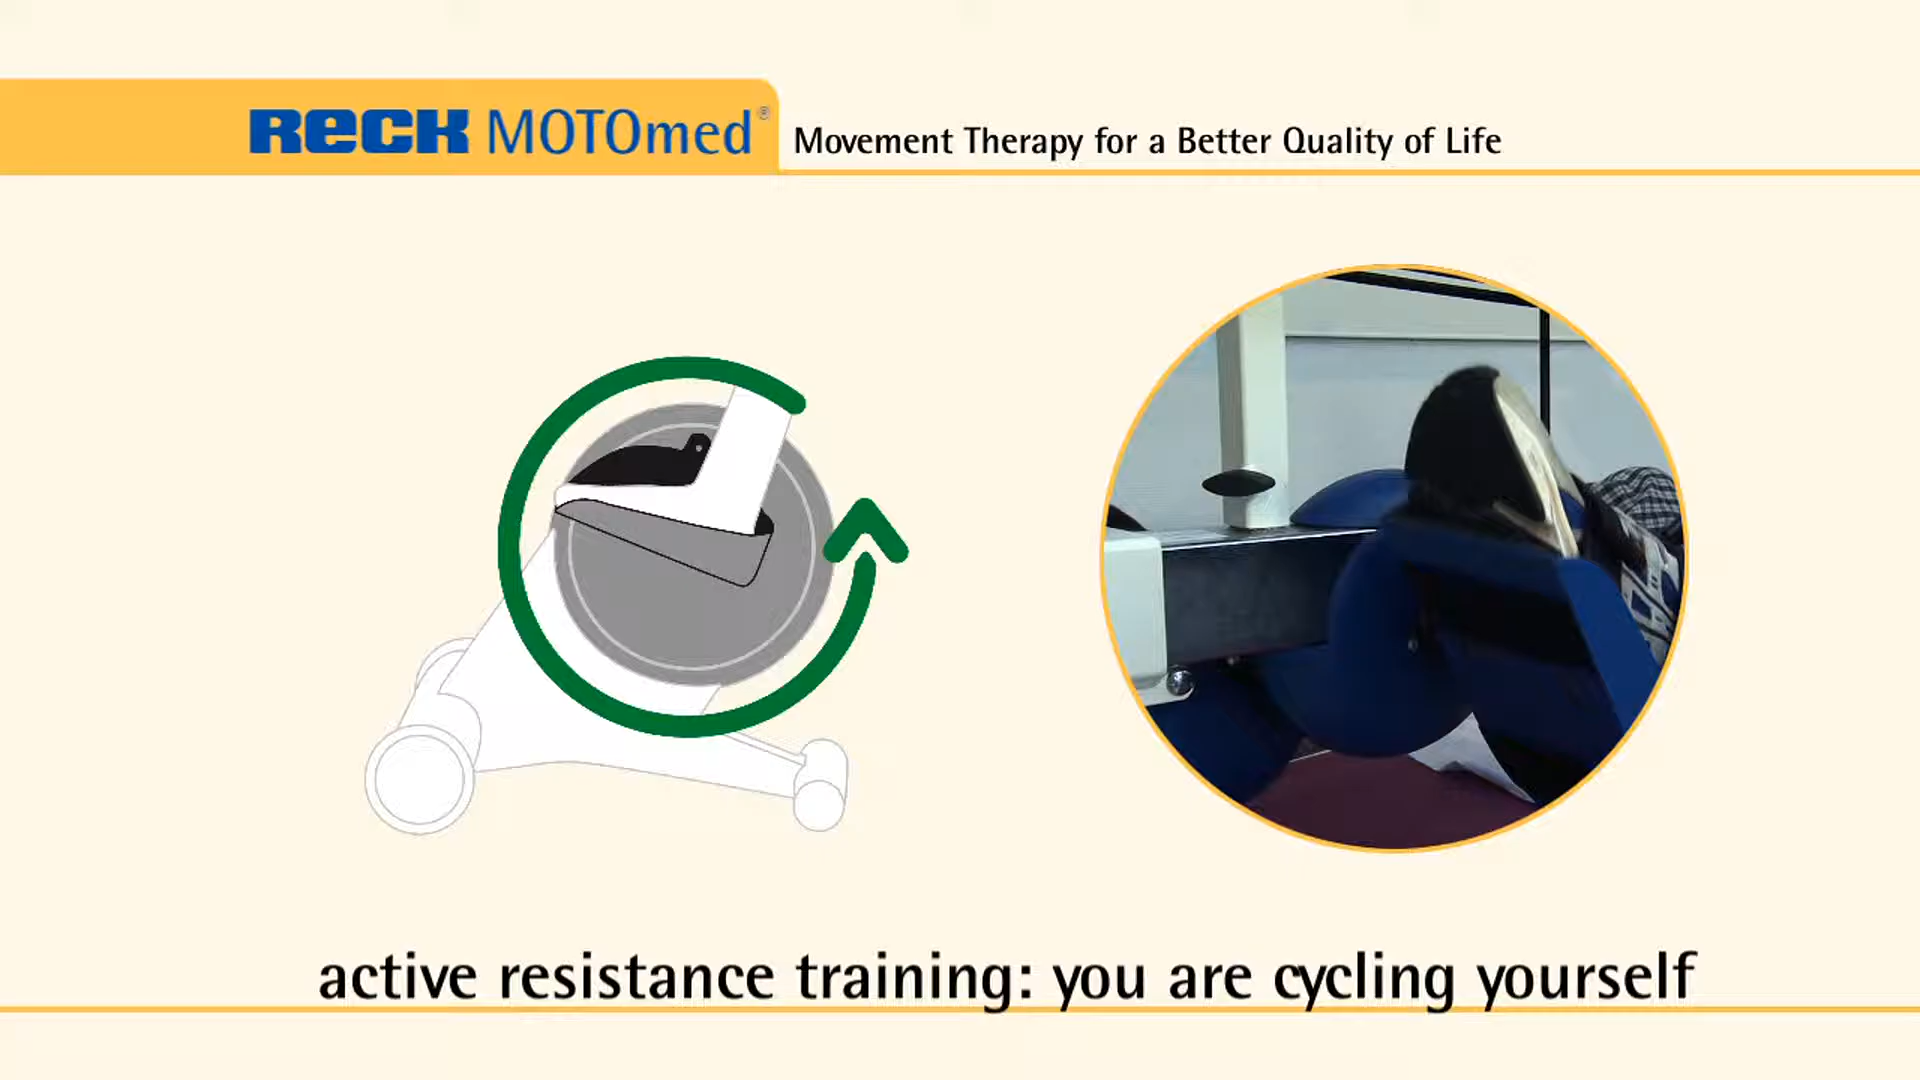 RECK MOTOmed® Movement Therapy for a Better Quality of Life
active resistance training: you are cycling yourself